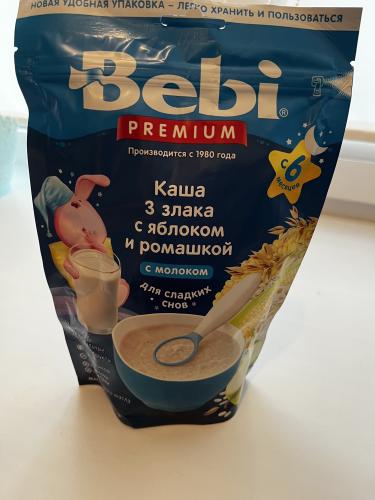 НОВАЯ УДОБНАЯ УПАКОВКА – ЛЕГКО ХРАНИТЬ И ПОЛЬЗОВАТЬСЯ
Bebi®
PREMIUM
Производится с 1980 года
с 6
месяцев
Каша
3 злака
с яблоком
и ромашкой
с молоком
для сладких
снов